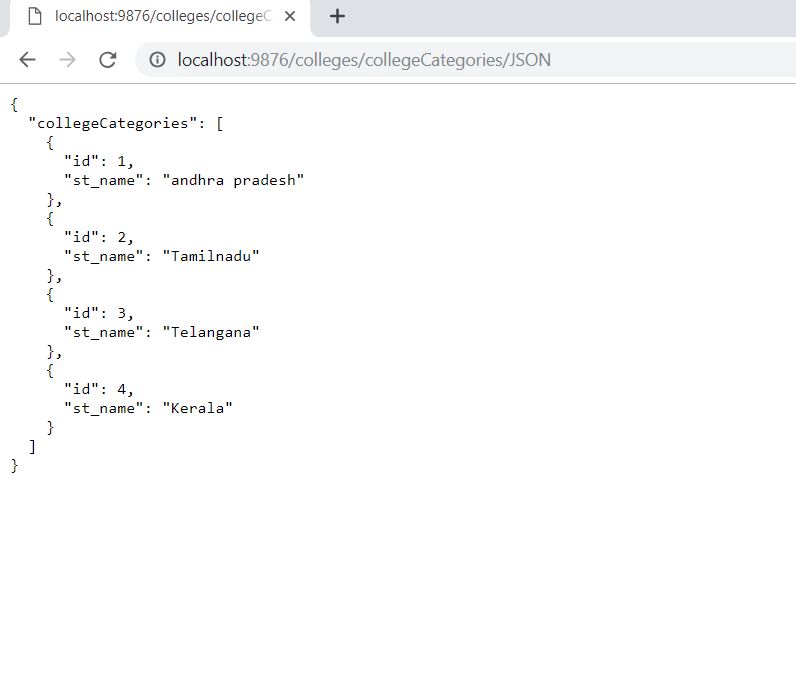 localhost:9876/colleges/collegeC
localhost:9876/colleges/collegeCategories/JSON
{
  "collegeCategories": [
    {
      "id": 1,
      "st_name": "andhra pradesh"
    },
    {
      "id": 2,
      "st_name": "Tamilnadu"
    },
    {
      "id": 3,
      "st_name": "Telangana"
    },
    {
      "id": 4,
      "st_name": "Kerala"
    }
  ]
}